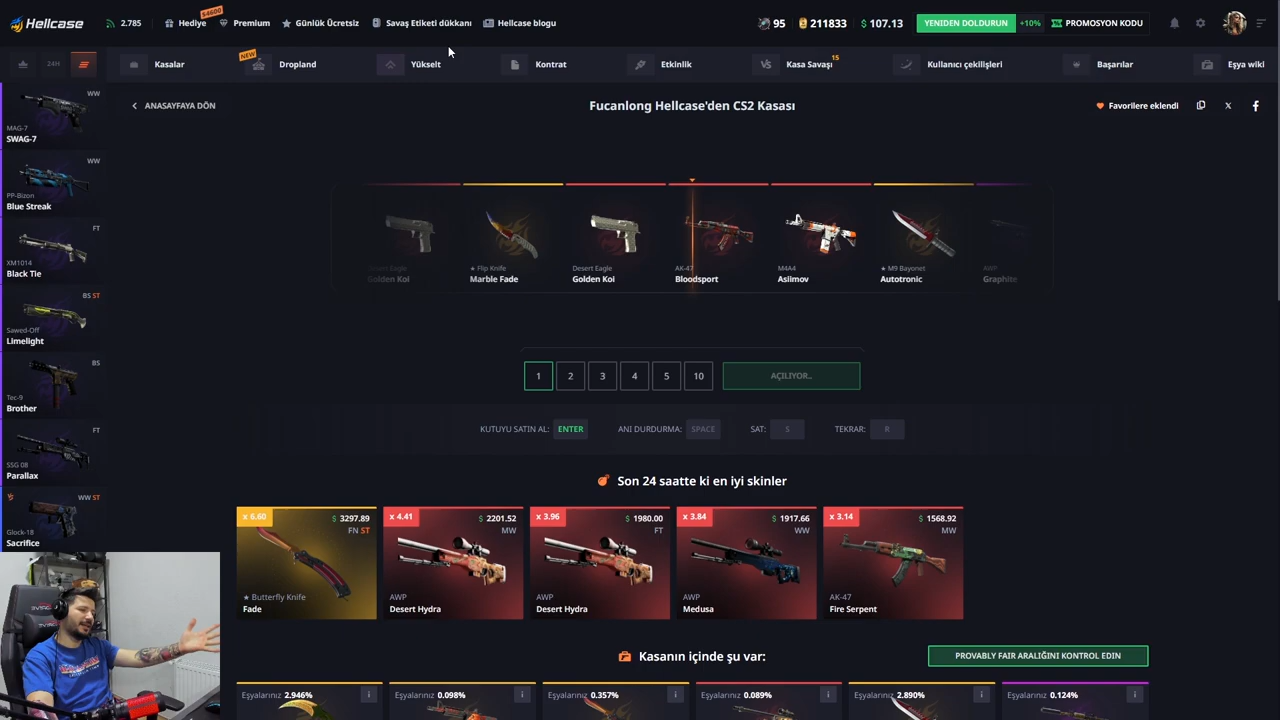 Hellcase
2.785
Hediye
$4600
Premium
Günlük Ücretsiz
Savaş Etiketi dükkanı
Hellcase blogu
95
211833
$ 107.13
YENİDEN DOLDURUN
+10%
PROMOSYON KODU
24H
Kasalar
NEW
Dropland
Yükselt
Kontrat
Etkinlik
VS
Kasa Savaşı
15
Kullanıcı çekilişleri
Başarılar
Eşya wiki
ANASAYFAYA DÖN
Fucanlong Hellcase'den CS2 Kasası
Favorilere eklendi
WW
MAG-7
SWAG-7
WW
PP-Bizon
Blue Streak
FT
XM1014
Black Tie
BS ST
Sawed-Off
Limelight
BS
Tec-9
Brother
FT
SSG 08
Parallax
WW ST
Glock-18
Sacrifice
Desert Eagle
Golden Koi
★ Flip Knife
Marble Fade
Desert Eagle
Golden Koi
AK-47
Bloodsport
M4A4
Asiimov
★ M9 Bayonet
Autotronic
AWP
Graphite
1
2
3
4
5
10
AÇILIYOR..
KUTUYU SATIN AL: ENTER
ANI DURDURMA: SPACE
SAT: S
TEKRAR: R
Son 24 saatte ki en iyi skinler
x 6.60
$ 3297.89
FN ST
★ Butterfly Knife
Fade
x 4.41
$ 2201.52
MW
AWP
Desert Hydra
x 3.96
$ 1980.00
FT
AWP
Desert Hydra
x 3.84
$ 1917.66
WW
AWP
Medusa
x 3.14
$ 1568.92
MW
AK-47
Fire Serpent
Kasanın içinde şu var:
PROVABLY FAIR ARALIĞINI KONTROL EDIN
Eşyalarınız 2.946%
Eşyalarınız 0.098%
Eşyalarınız 0.357%
Eşyalarınız 0.089%
Eşyalarınız 2.890%
Eşyalarınız 0.124%